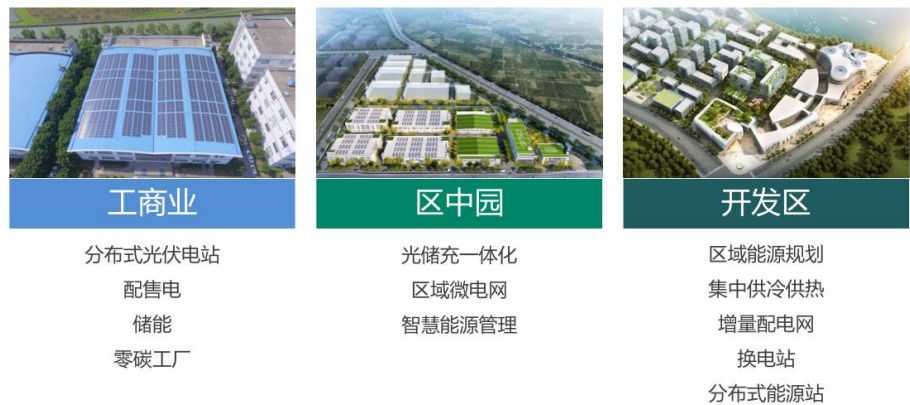 工商业
分布式光伏电站
配售电
储能
零碳工厂
区中园
光储充一体化
区域微电网
智慧能源管理
开发区
区域能源规划
集中供冷供热
增量配电网
换电站
分布式能源站